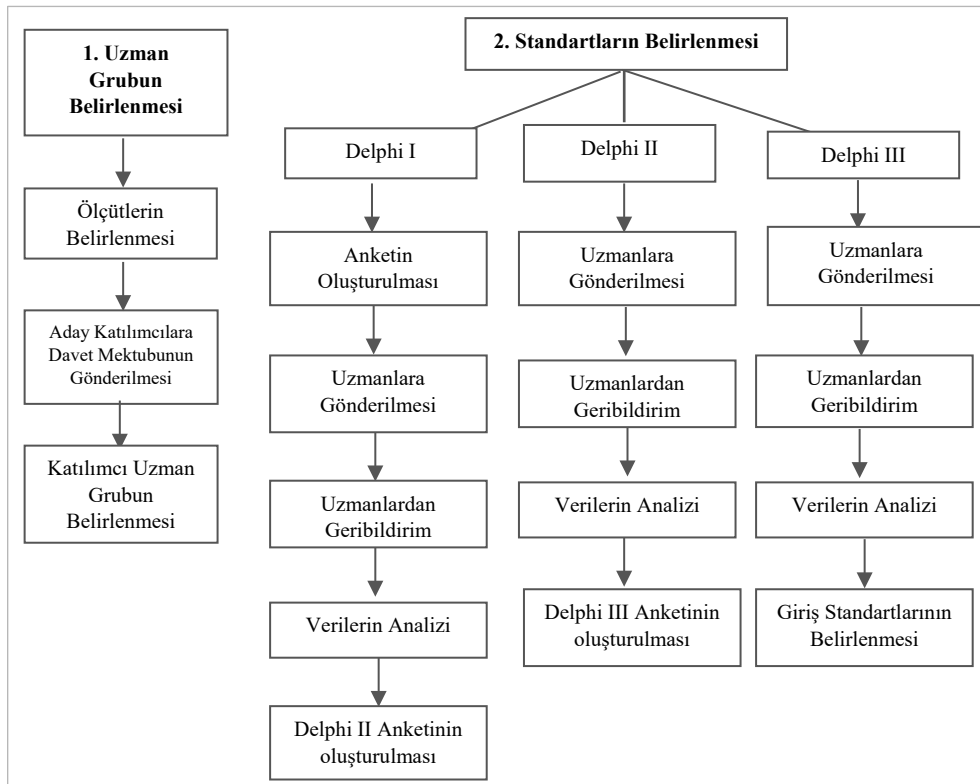 1. Uzman
Grubun
Belirlenmesi
Ölçütlerin
Belirlenmesi
Aday Katılımcılara
Davet Mektubunun
Gönderilmesi
Katılımcı Uzman
Grubun
Belirlenmesi
2. Standartların Belirlenmesi
Delphi I
Anketin
Oluşturulması
Uzmanlara
Gönderilmesi
Uzmanlardan
Geribildirim
Verilerin Analizi
Delphi II Anketinin
oluşturulması
Delphi II
Uzmanlara
Gönderilmesi
Uzmanlardan
Geribildirim
Verilerin Analizi
Delphi III Anketinin
oluşturulması
Delphi III
Uzmanlara
Gönderilmesi
Uzmanlardan
Geribildirim
Verilerin Analizi
Giriş Standartlarının
Belirlenmesi